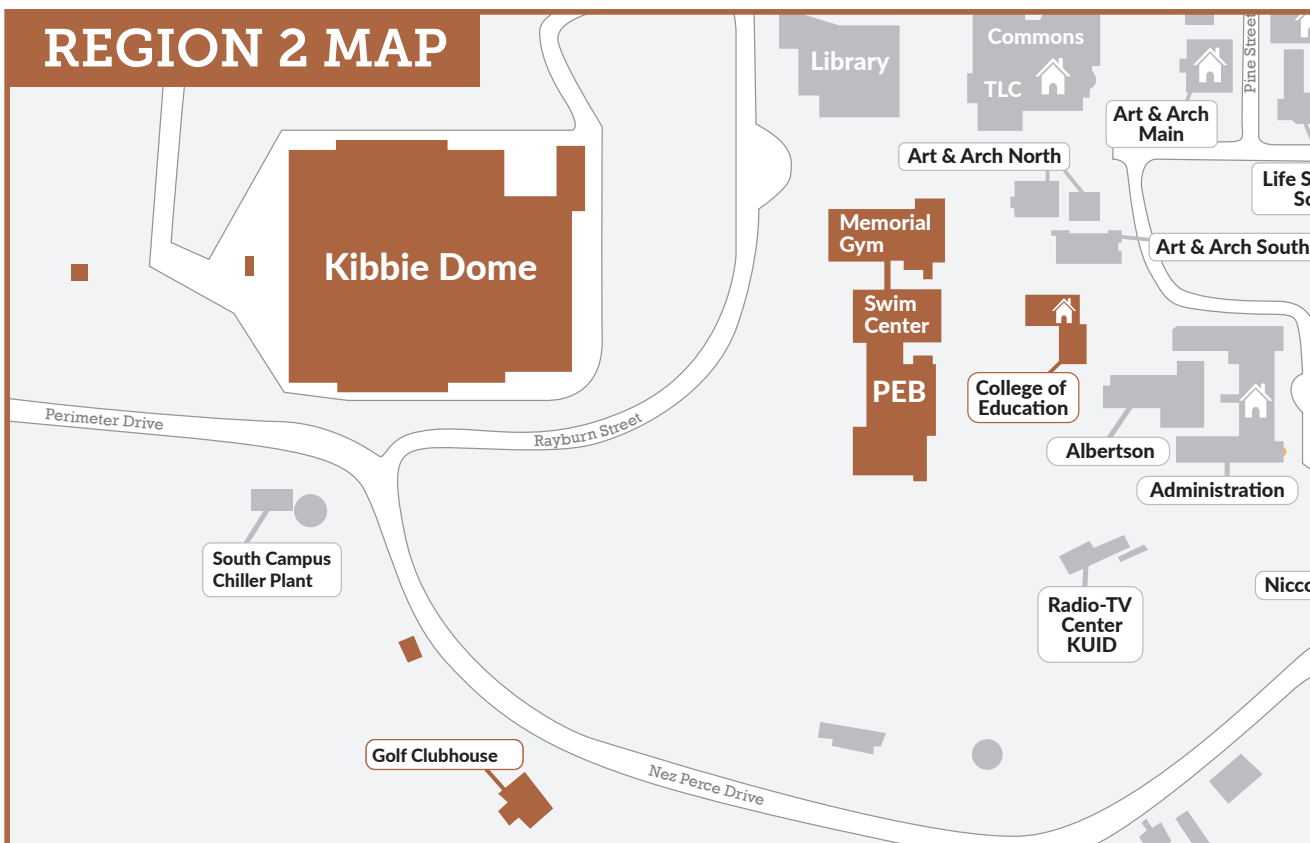 REGION 2 MAP
Library
Commons
TLC
Pine Street
Art & Arch
Main
Art & Arch North
Life S
Sc
Memorial
Gym
Art & Arch South
Kibbie Dome
Swim
Center
PEB
College of
Education
Perimeter Drive
Rayburn Street
Albertson
Administration
South Campus
Chiller Plant
Radio-TV
Center
KUID
Nicco
Golf Clubhouse
Nez Perce Drive